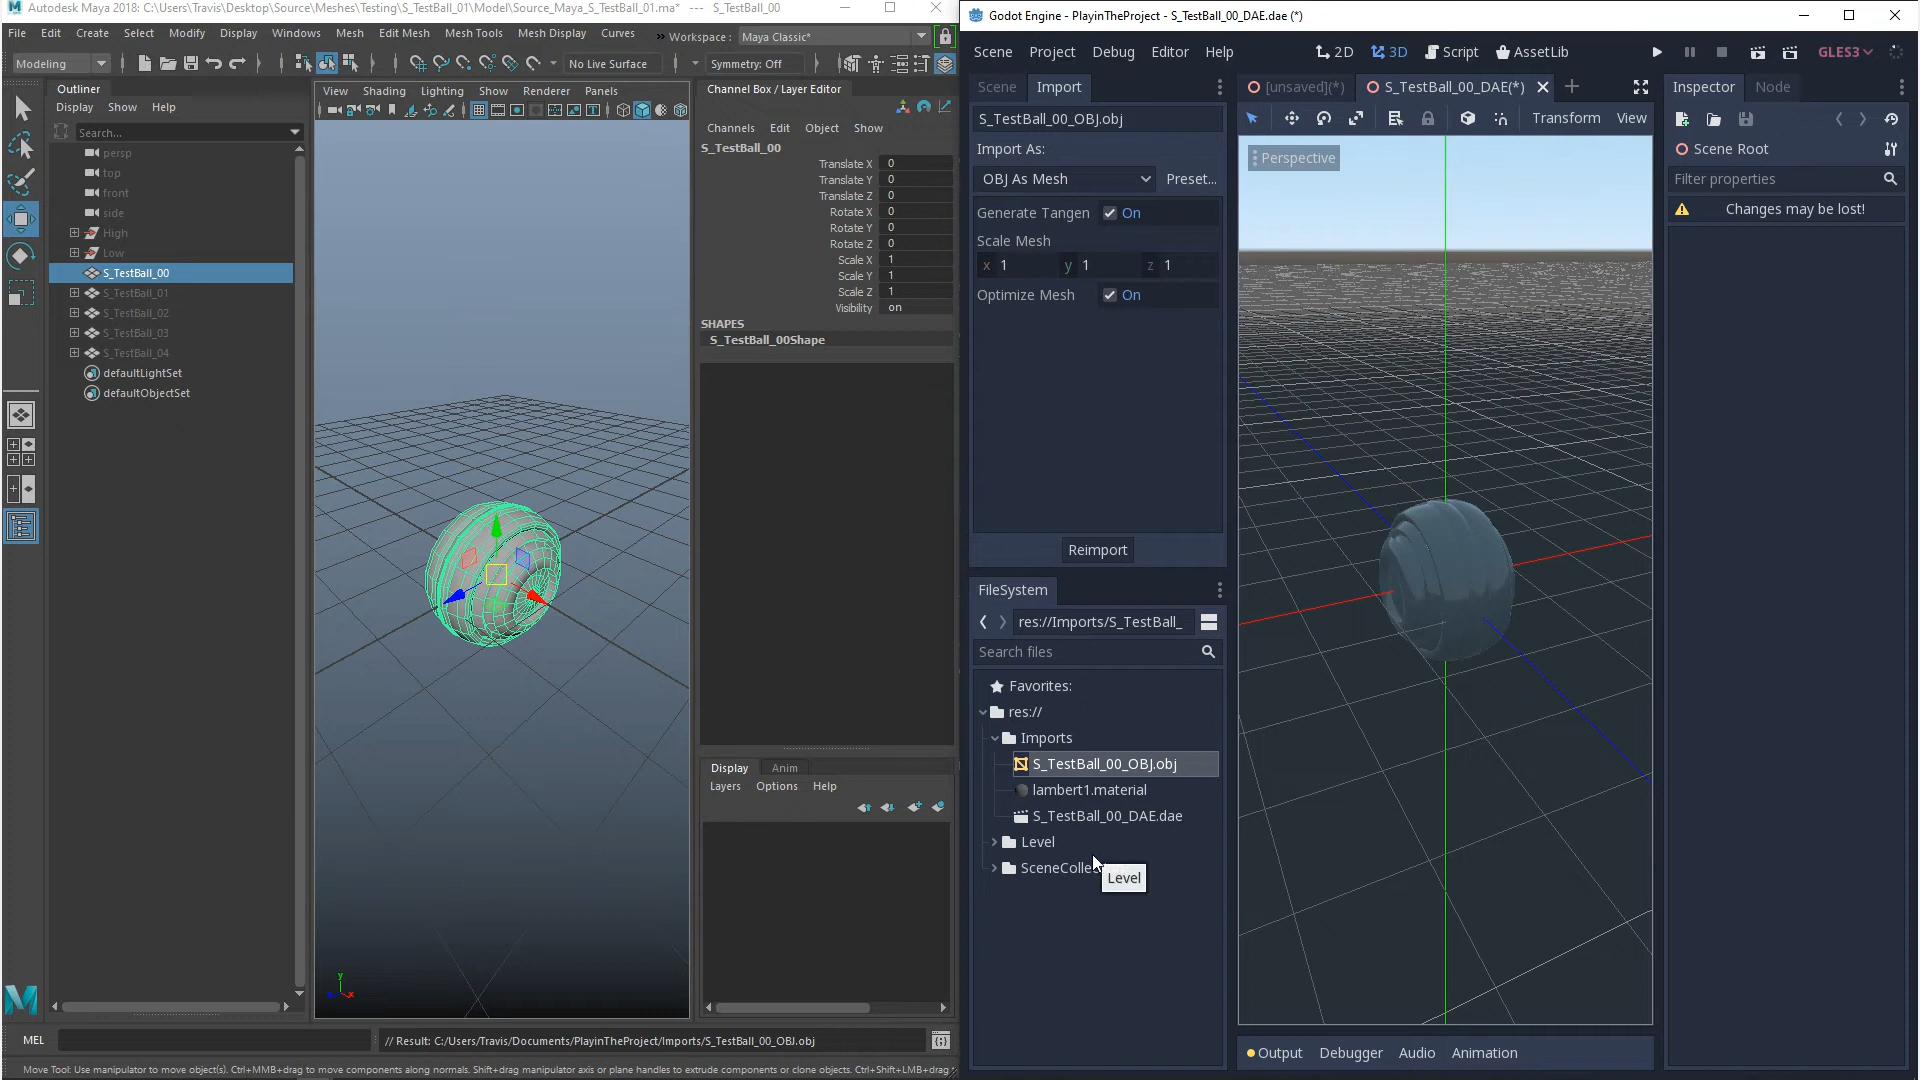 Autodesk Maya 2018: C:\Users\Travis\Desktop\Source\Meshes\Testing\S_TestBall_01\Model\Source_Maya_S_TestBall_01.ma* --- S_TestBall_00
File Edit Create Select Modify Display Windows Mesh Edit Mesh Mesh Tools Mesh Display Curves » Workspace : Maya Classic*
Modeling No Live Surface Symmetry: Off
Outliner
Display Show Help
Search...
persp
top
front
side
High
Low
S_TestBall_00
S_TestBall_01
S_TestBall_02
S_TestBall_03
S_TestBall_04
defaultLightSet
defaultObjectSet
View Shading Lighting Show Renderer Panels
y
x
Channel Box / Layer Editor
Channels Edit Object Show
S_TestBall_00
Translate X 0
Translate Y 0
Translate Z 0
Rotate X 0
Rotate Y 0
Rotate Z 0
Scale X 1
Scale Y 1
Scale Z 1
Visibility on
SHAPES
S_TestBall_00Shape
Display Anim
Layers Options Help
MEL // Result: C:/Users/Travis/Documents/PlayinTheProject/Imports/S_TestBall_00_OBJ.obj
Move Tool: Use manipulator to move object(s). Ctrl+MMB+drag to move components along normals. Shift+drag manipulator axis or plane handles to extrude components or clone objects. Ctrl+Shift+LMB+drag
Godot Engine - PlayinTheProject - S_TestBall_00_DAE.dae (*)
Scene Project Debug Editor Help 2D 3D Script AssetLib GLES3
Scene Import
S_TestBall_00_OBJ.obj
Import As:
OBJ As Mesh Preset...
Generate Tangen On
Scale Mesh
x 1 y 1 z 1
Optimize Mesh On
Reimport
FileSystem
res://Imports/S_TestBall_
Search files
Favorites:
res://
Imports
S_TestBall_00_OBJ.obj
lambert1.material
S_TestBall_00_DAE.dae
Level
SceneColle
Level
[unsaved](*) S_TestBall_00_DAE(*)
Transform View
Perspective
Output Debugger Audio Animation
Inspector Node
Scene Root
Filter properties
Changes may be lost!